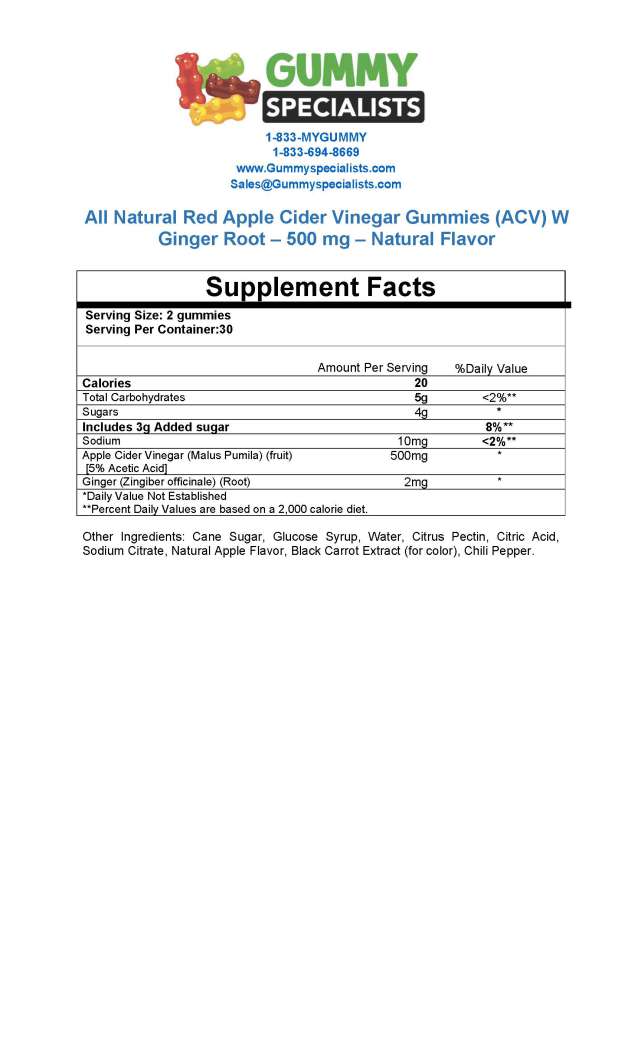 GUMMY
SPECIALISTS
1-833-MYGUMMY
1-833-694-8669
www.Gummyspecialists.com
Sales@Gummyspecialists.com
All Natural Red Apple Cider Vinegar Gummies (ACV) W
Ginger Root – 500 mg – Natural Flavor
Supplement Facts
Serving Size: 2 gummies
Serving Per Container:30
Amount Per Serving %Daily Value
Calories 20
Total Carbohydrates 5g <2%**
Sugars 4g *
Includes 3g Added sugar 8%**
Sodium 10mg <2%**
Apple Cider Vinegar (Malus Pumila) (fruit) 500mg *
[5% Acetic Acid]
Ginger (Zingiber officinale) (Root) 2mg *
*Daily Value Not Established
**Percent Daily Values are based on a 2,000 calorie diet.
Other Ingredients: Cane Sugar, Glucose Syrup, Water, Citrus Pectin, Citric Acid,
Sodium Citrate, Natural Apple Flavor, Black Carrot Extract (for color), Chili Pepper.